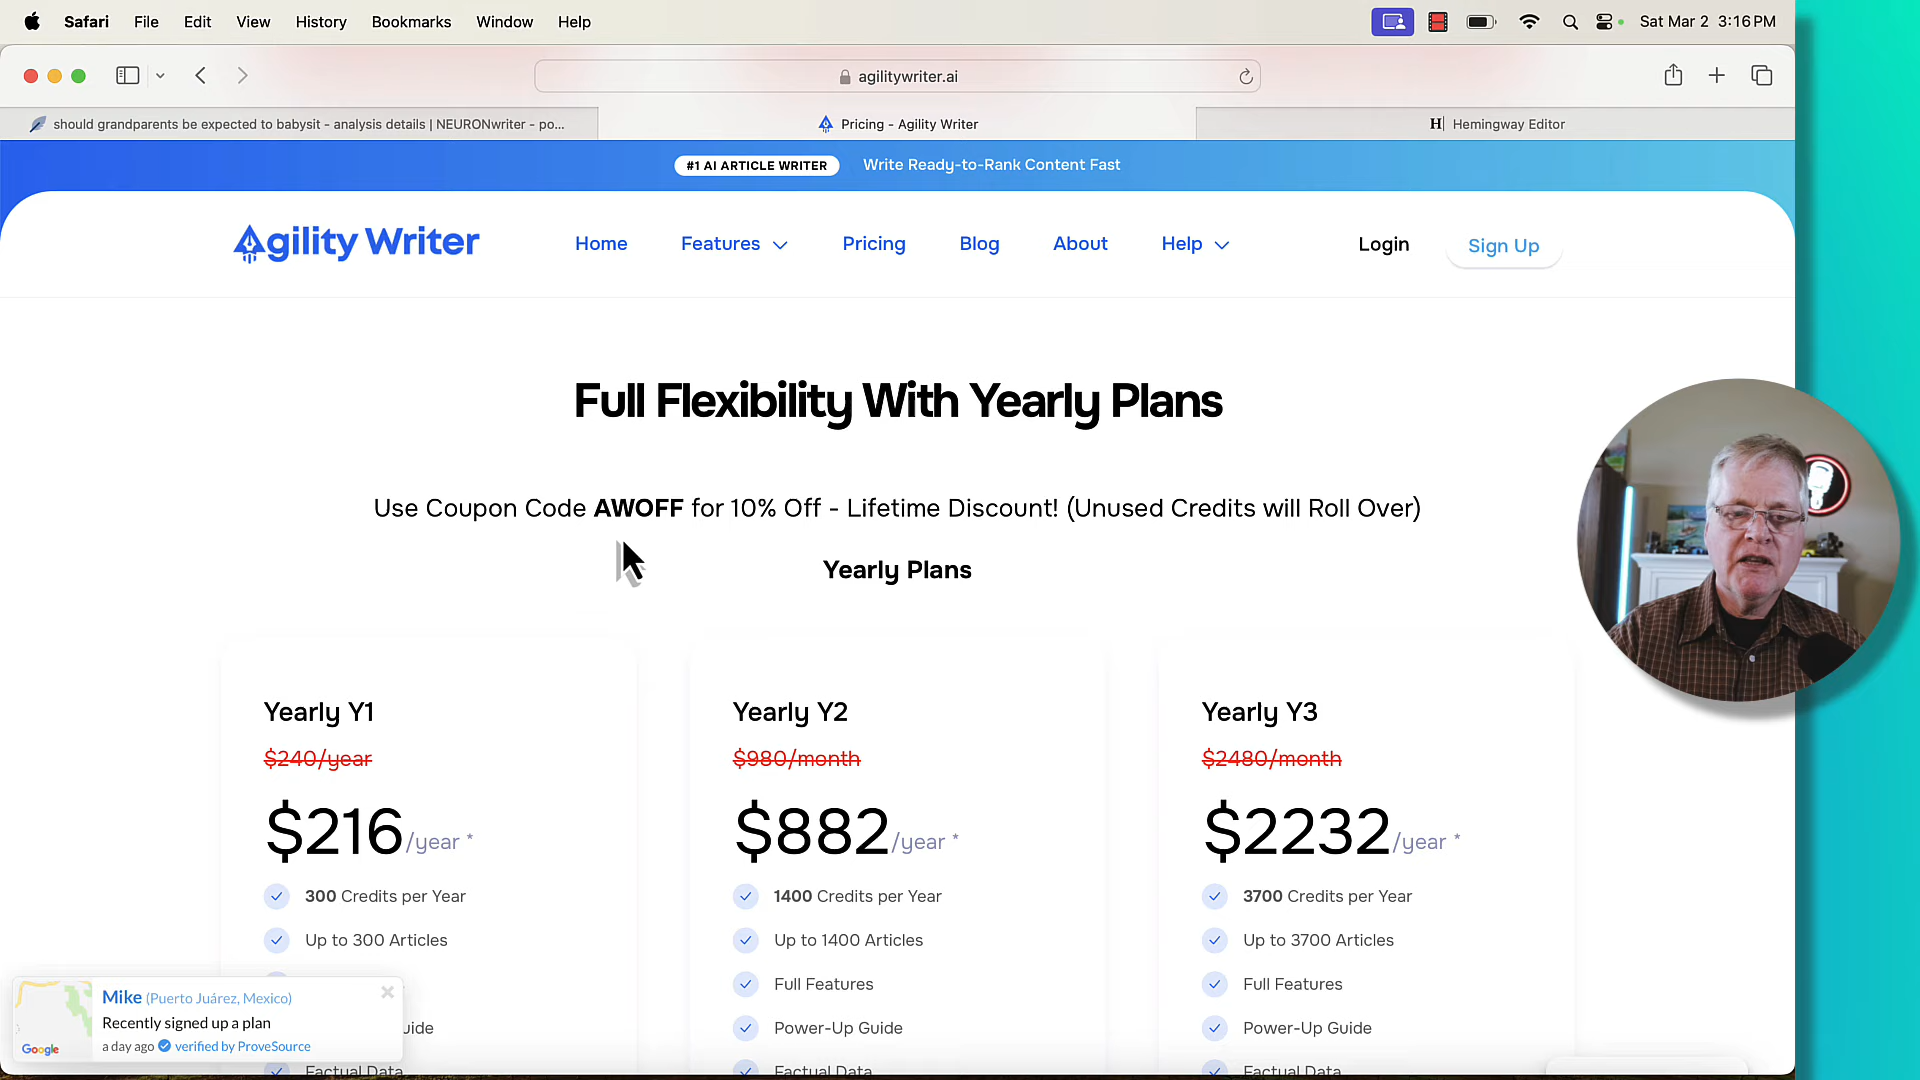 Safari File Edit View History Bookmarks Window Help Sat Mar 2 3:16 PM
agilitywriter.ai
should grandparents be expected to babysit - analysis details | NEURONwriter - po...
Pricing - Agility Writer
H Hemingway Editor
#1 AI ARTICLE WRITER Write Ready-to-Rank Content Fast
Agility Writer Home Features Pricing Blog About Help Login Sign Up
Full Flexibility With Yearly Plans
Use Coupon Code AWOFF for 10% Off - Lifetime Discount! (Unused Credits will Roll Over)
Yearly Plans
Yearly Y1
$240/year
$216/year *
300 Credits per Year
Up to 300 Articles
Factual Data
Yearly Y2
$980/month
$882/year *
1400 Credits per Year
Up to 1400 Articles
Full Features
Power-Up Guide
Factual Data
Yearly Y3
$2480/month
$2232/year *
3700 Credits per Year
Up to 3700 Articles
Full Features
Power-Up Guide
Factual Data
Mike (Puerto Juárez, Mexico)
Recently signed up a plan
a day ago verified by ProveSource
Google